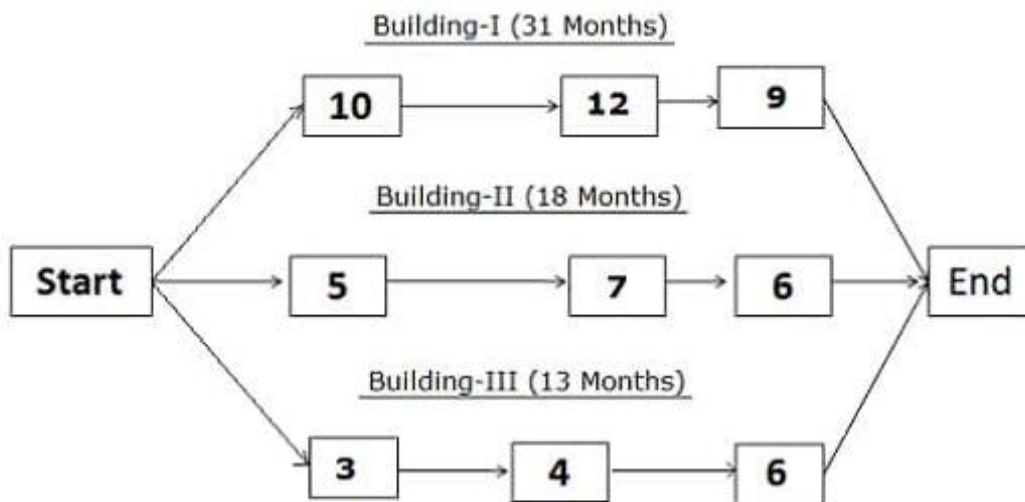 Building-I (31 Months)
10
12
9
Building-II (18 Months)
Start
5
7
6
End
Building-III (13 Months)
3
4
6